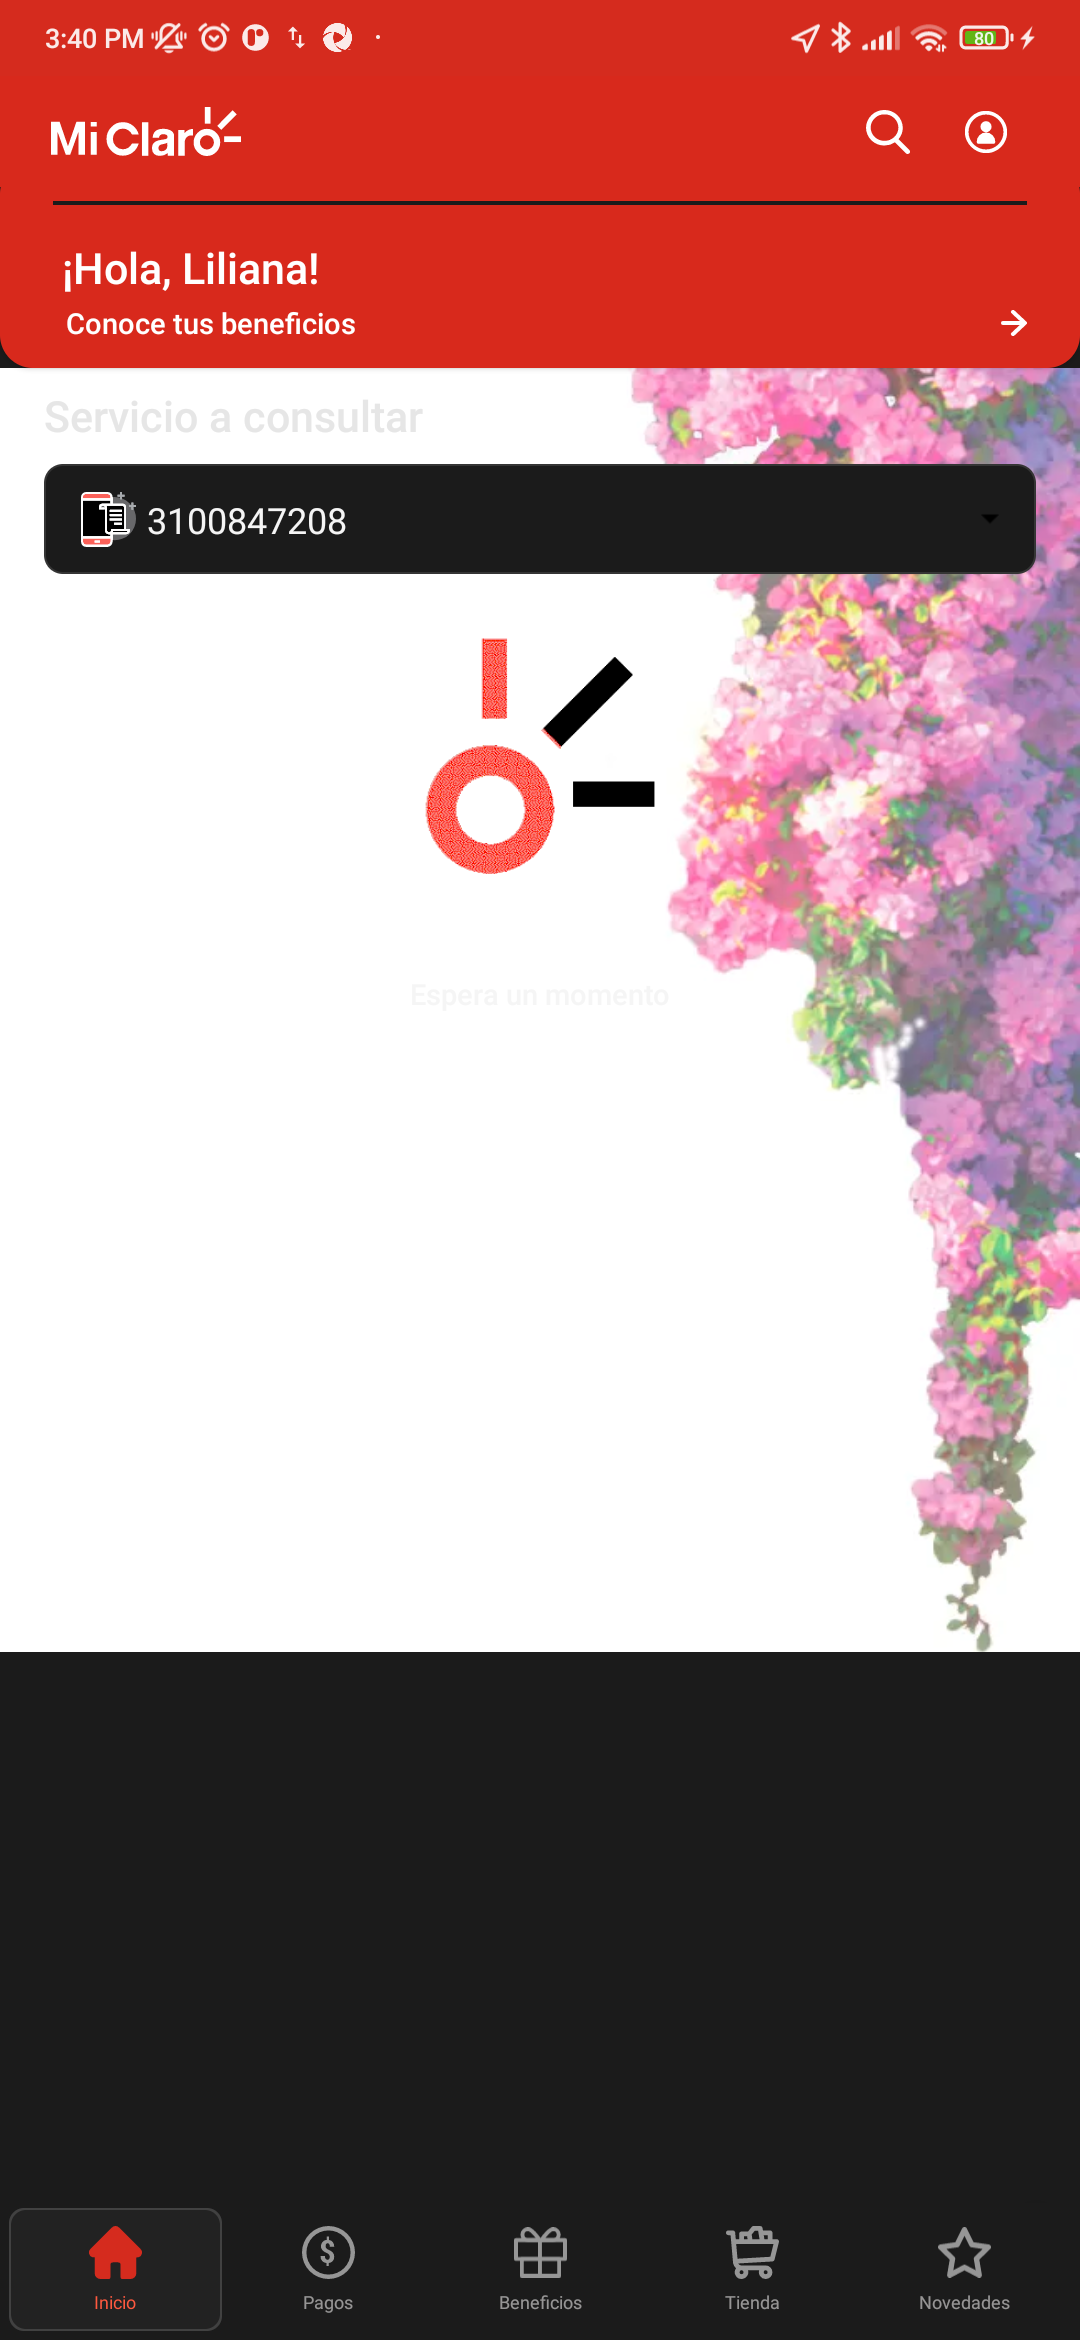 3:40 PM
80
Mi Claro
¡Hola, Liliana!
Conoce tus beneficios
Servicio a consultar
3100847208
Espera un momento
Inicio
Pagos
Beneficios
Tienda
Novedades